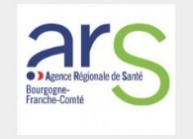 ars
Agence Régionale de Santé
Bourgogne-
Franche-Comté